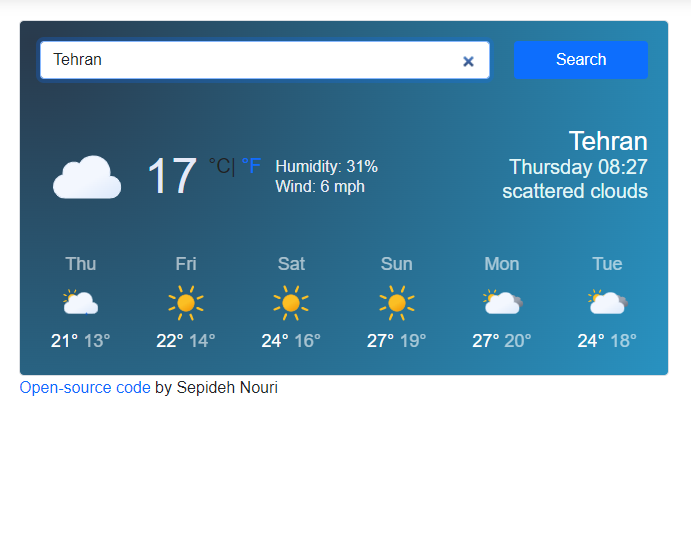 Tehran
Search
Tehran
Thursday 08:27
scattered clouds
17 °C| °F
Humidity: 31%
Wind: 6 mph
Thu Fri Sat Sun Mon Tue
21° 13° 22° 14° 24° 16° 27° 19° 27° 20° 24° 18°
Open-source code by Sepideh Nouri